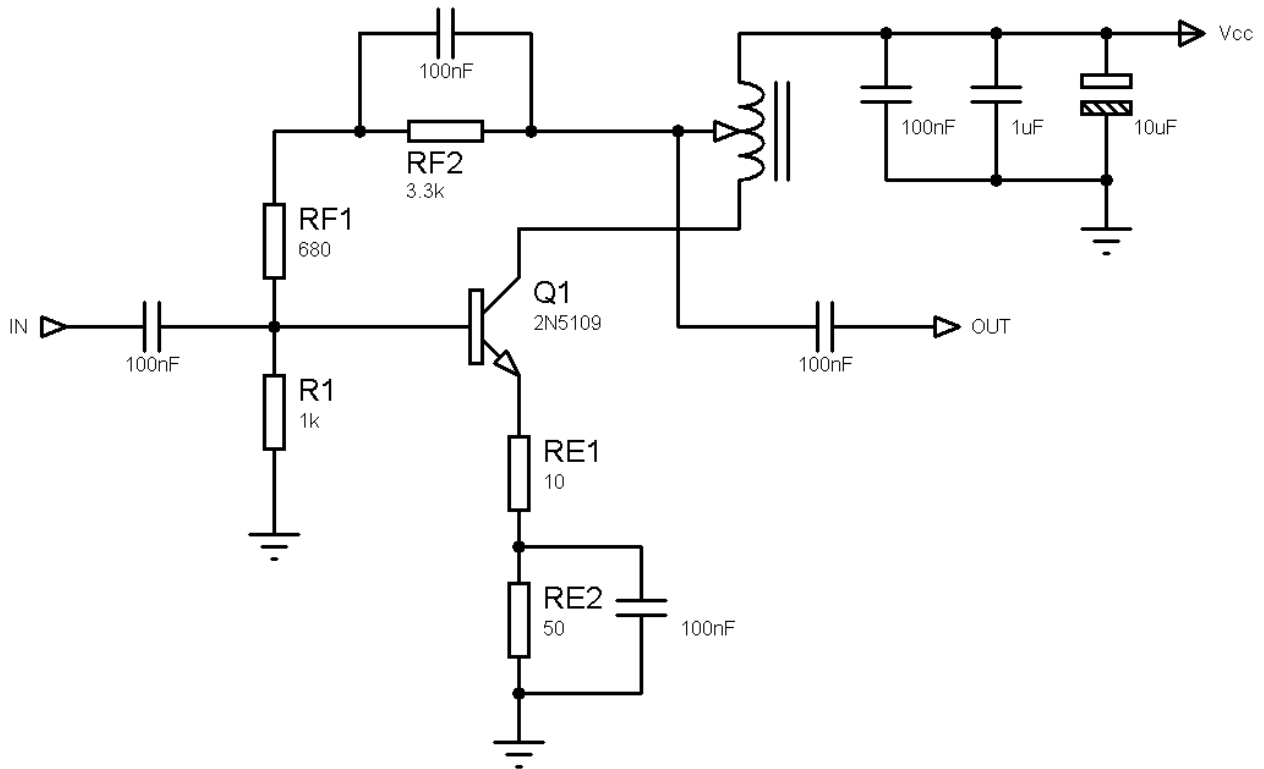 100nF
Vcc
100nF
1uF
10uF
RF2
3.3k
RF1
680
IN
100nF
Q1
2N5109
OUT
100nF
R1
1k
RE1
10
RE2
50
100nF